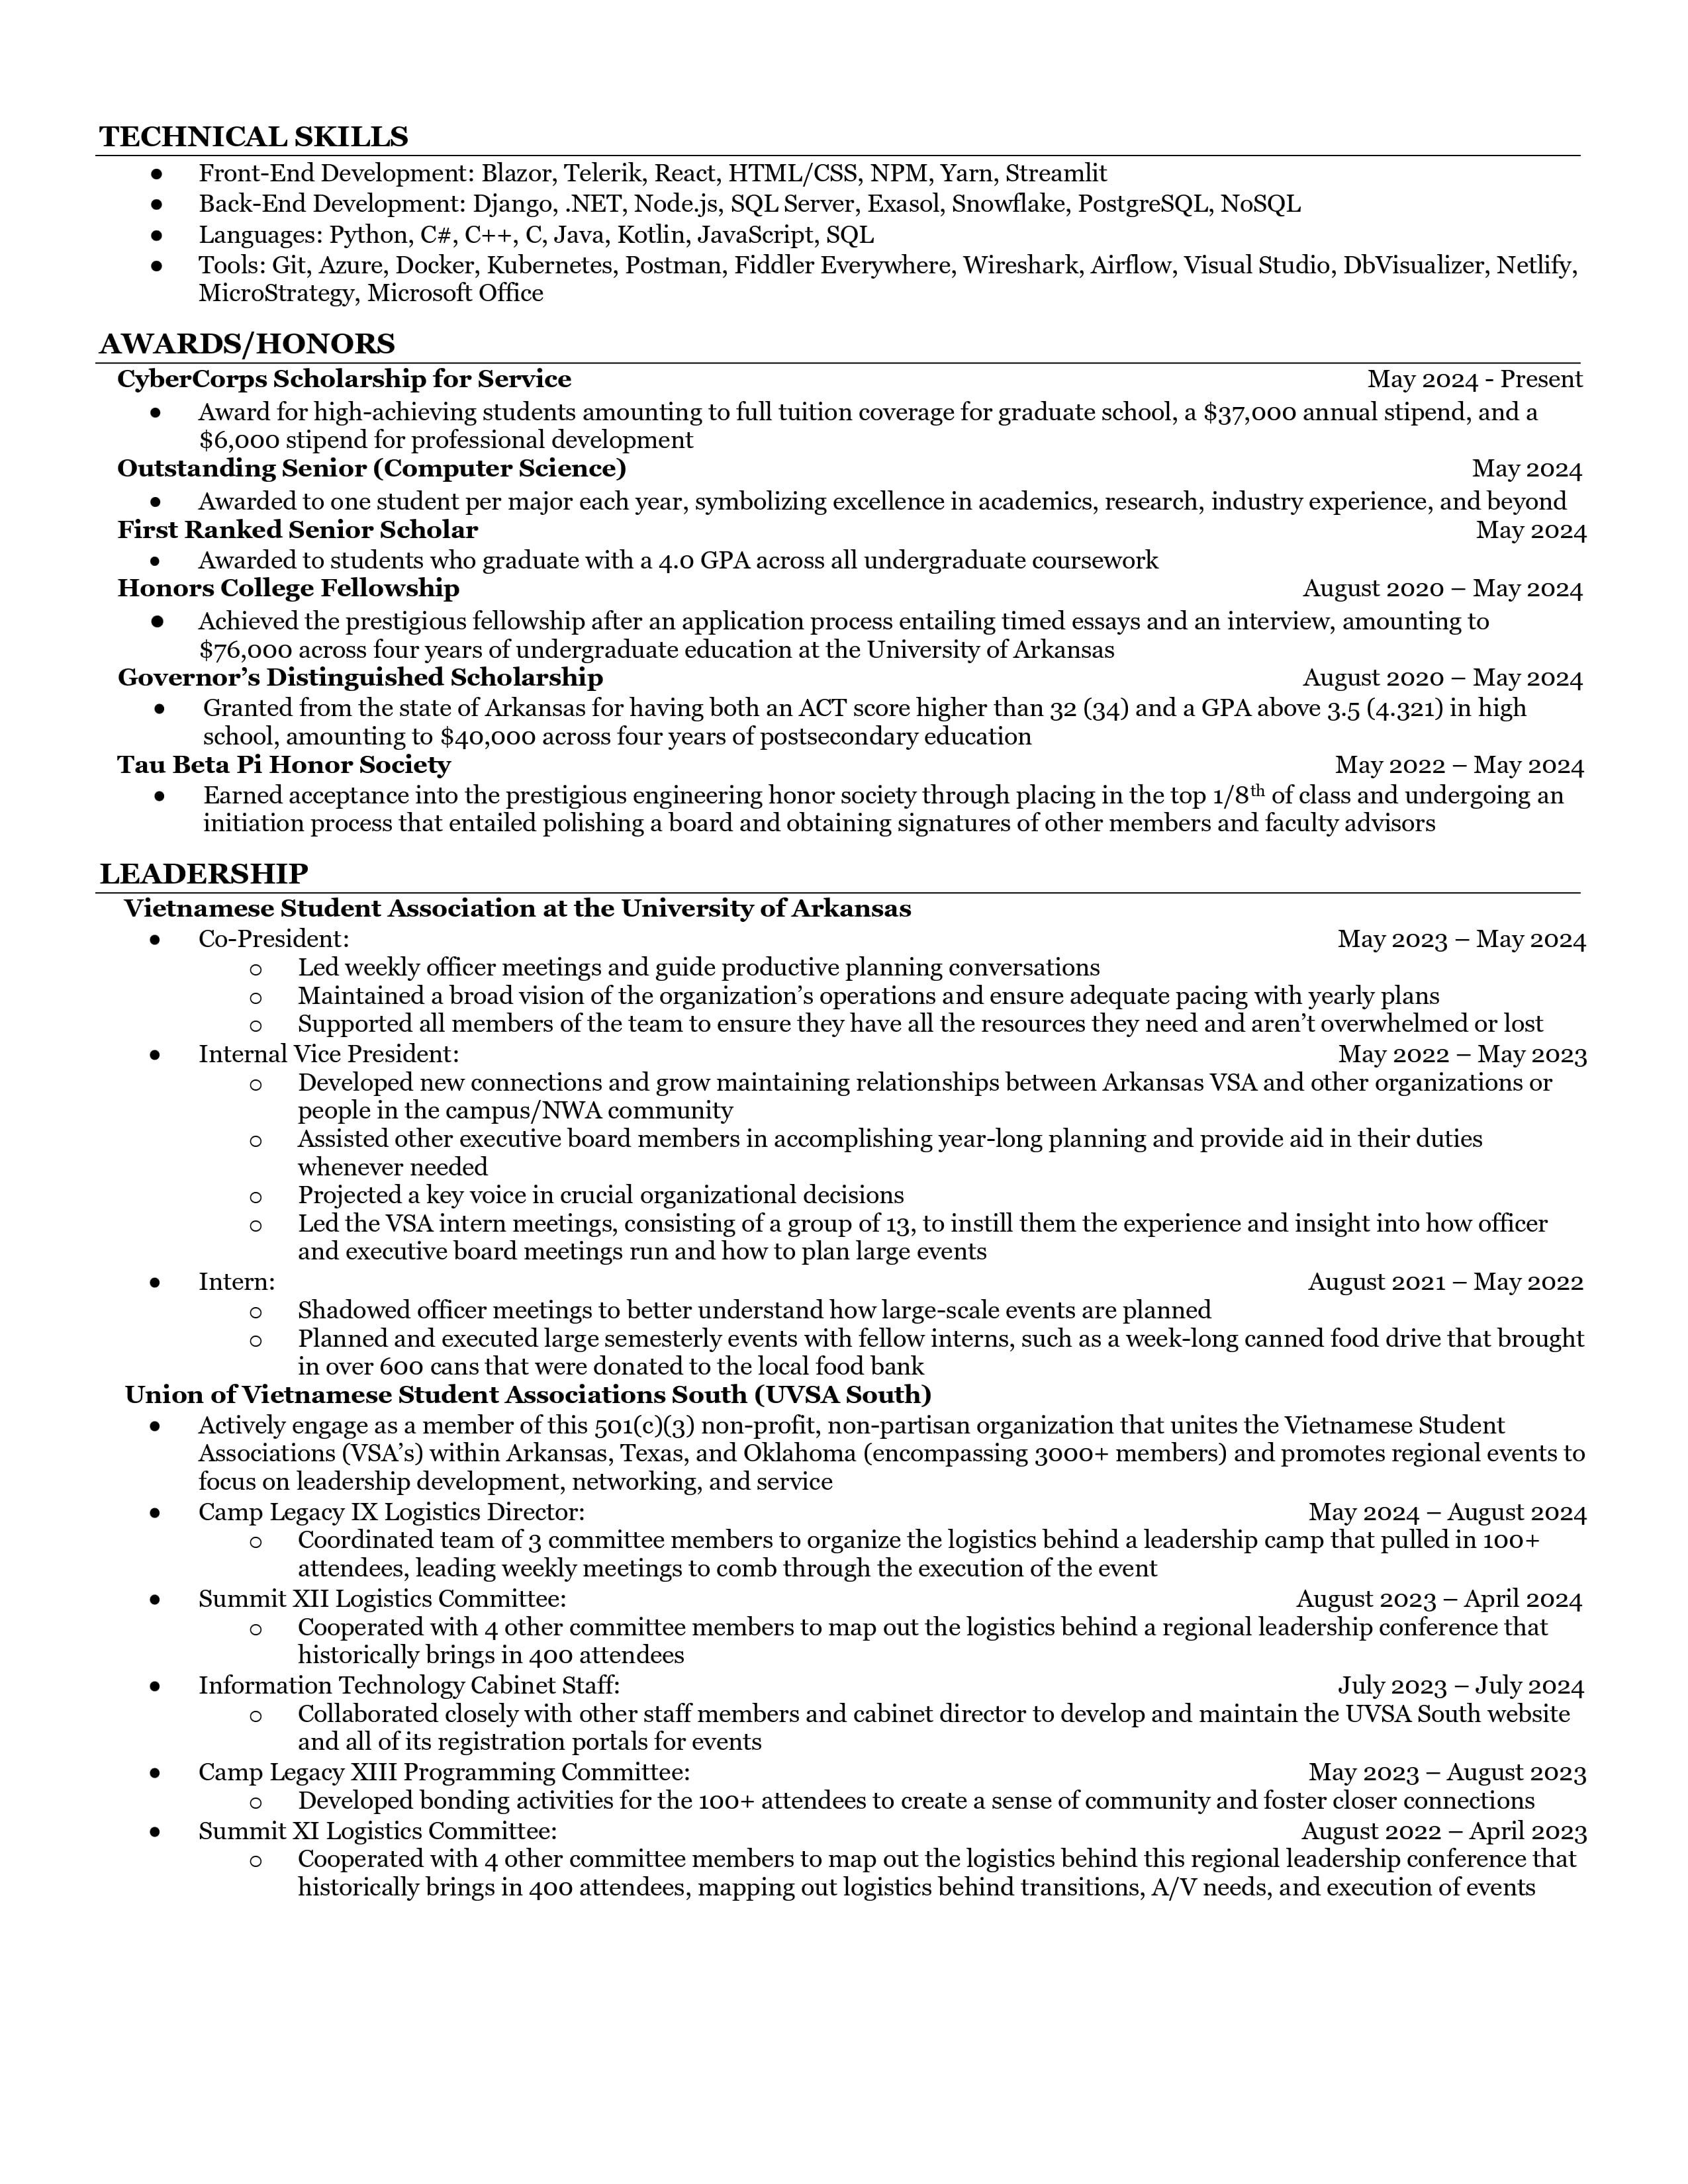 TECHNICAL SKILLS
● Front-End Development: Blazor, Telerik, React, HTML/CSS, NPM, Yarn, Streamlit
● Back-End Development: Django, .NET, Node.js, SQL Server, Exasol, Snowflake, PostgreSQL, NoSQL
● Languages: Python, C#, C++, C, Java, Kotlin, JavaScript, SQL
● Tools: Git, Azure, Docker, Kubernetes, Postman, Fiddler Everywhere, Wireshark, Airflow, Visual Studio, DbVisualizer, Netlify,
MicroStrategy, Microsoft Office
AWARDS/HONORS
CyberCorps Scholarship for Service May 2024 - Present
● Award for high-achieving students amounting to full tuition coverage for graduate school, a $37,000 annual stipend, and a
$6,000 stipend for professional development
Outstanding Senior (Computer Science) May 2024
● Awarded to one student per major each year, symbolizing excellence in academics, research, industry experience, and beyond
First Ranked Senior Scholar May 2024
● Awarded to students who graduate with a 4.0 GPA across all undergraduate coursework
Honors College Fellowship August 2020 – May 2024
● Achieved the prestigious fellowship after an application process entailing timed essays and an interview, amounting to
$76,000 across four years of undergraduate education at the University of Arkansas
Governor’s Distinguished Scholarship August 2020 – May 2024
● Granted from the state of Arkansas for having both an ACT score higher than 32 (34) and a GPA above 3.5 (4.321) in high
school, amounting to $40,000 across four years of postsecondary education
Tau Beta Pi Honor Society May 2022 – May 2024
● Earned acceptance into the prestigious engineering honor society through placing in the top 1/8th of class and undergoing an
initiation process that entailed polishing a board and obtaining signatures of other members and faculty advisors
LEADERSHIP
Vietnamese Student Association at the University of Arkansas
● Co-President: May 2023 – May 2024
○ Led weekly officer meetings and guide productive planning conversations
○ Maintained a broad vision of the organization’s operations and ensure adequate pacing with yearly plans
○ Supported all members of the team to ensure they have all the resources they need and aren’t overwhelmed or lost
● Internal Vice President: May 2022 – May 2023
○ Developed new connections and grow maintaining relationships between Arkansas VSA and other organizations or
people in the campus/NWA community
○ Assisted other executive board members in accomplishing year-long planning and provide aid in their duties
whenever needed
○ Projected a key voice in crucial organizational decisions
○ Led the VSA intern meetings, consisting of a group of 13, to instill them the experience and insight into how officer
and executive board meetings run and how to plan large events
● Intern: August 2021 – May 2022
○ Shadowed officer meetings to better understand how large-scale events are planned
○ Planned and executed large semesterly events with fellow interns, such as a week-long canned food drive that brought
in over 600 cans that were donated to the local food bank
Union of Vietnamese Student Associations South (UVSA South)
● Actively engage as a member of this 501(c)(3) non-profit, non-partisan organization that unites the Vietnamese Student
Associations (VSA’s) within Arkansas, Texas, and Oklahoma (encompassing 3000+ members) and promotes regional events to
focus on leadership development, networking, and service
● Camp Legacy IX Logistics Director: May 2024 – August 2024
○ Coordinated team of 3 committee members to organize the logistics behind a leadership camp that pulled in 100+
attendees, leading weekly meetings to comb through the execution of the event
● Summit XII Logistics Committee: August 2023 – April 2024
○ Cooperated with 4 other committee members to map out the logistics behind a regional leadership conference that
historically brings in 400 attendees
● Information Technology Cabinet Staff: July 2023 – July 2024
○ Collaborated closely with other staff members and cabinet director to develop and maintain the UVSA South website
and all of its registration portals for events
● Camp Legacy XIII Programming Committee: May 2023 – August 2023
○ Developed bonding activities for the 100+ attendees to create a sense of community and foster closer connections
● Summit XI Logistics Committee: August 2022 – April 2023
○ Cooperated with 4 other committee members to map out the logistics behind this regional leadership conference that
historically brings in 400 attendees, mapping out logistics behind transitions, A/V needs, and execution of events